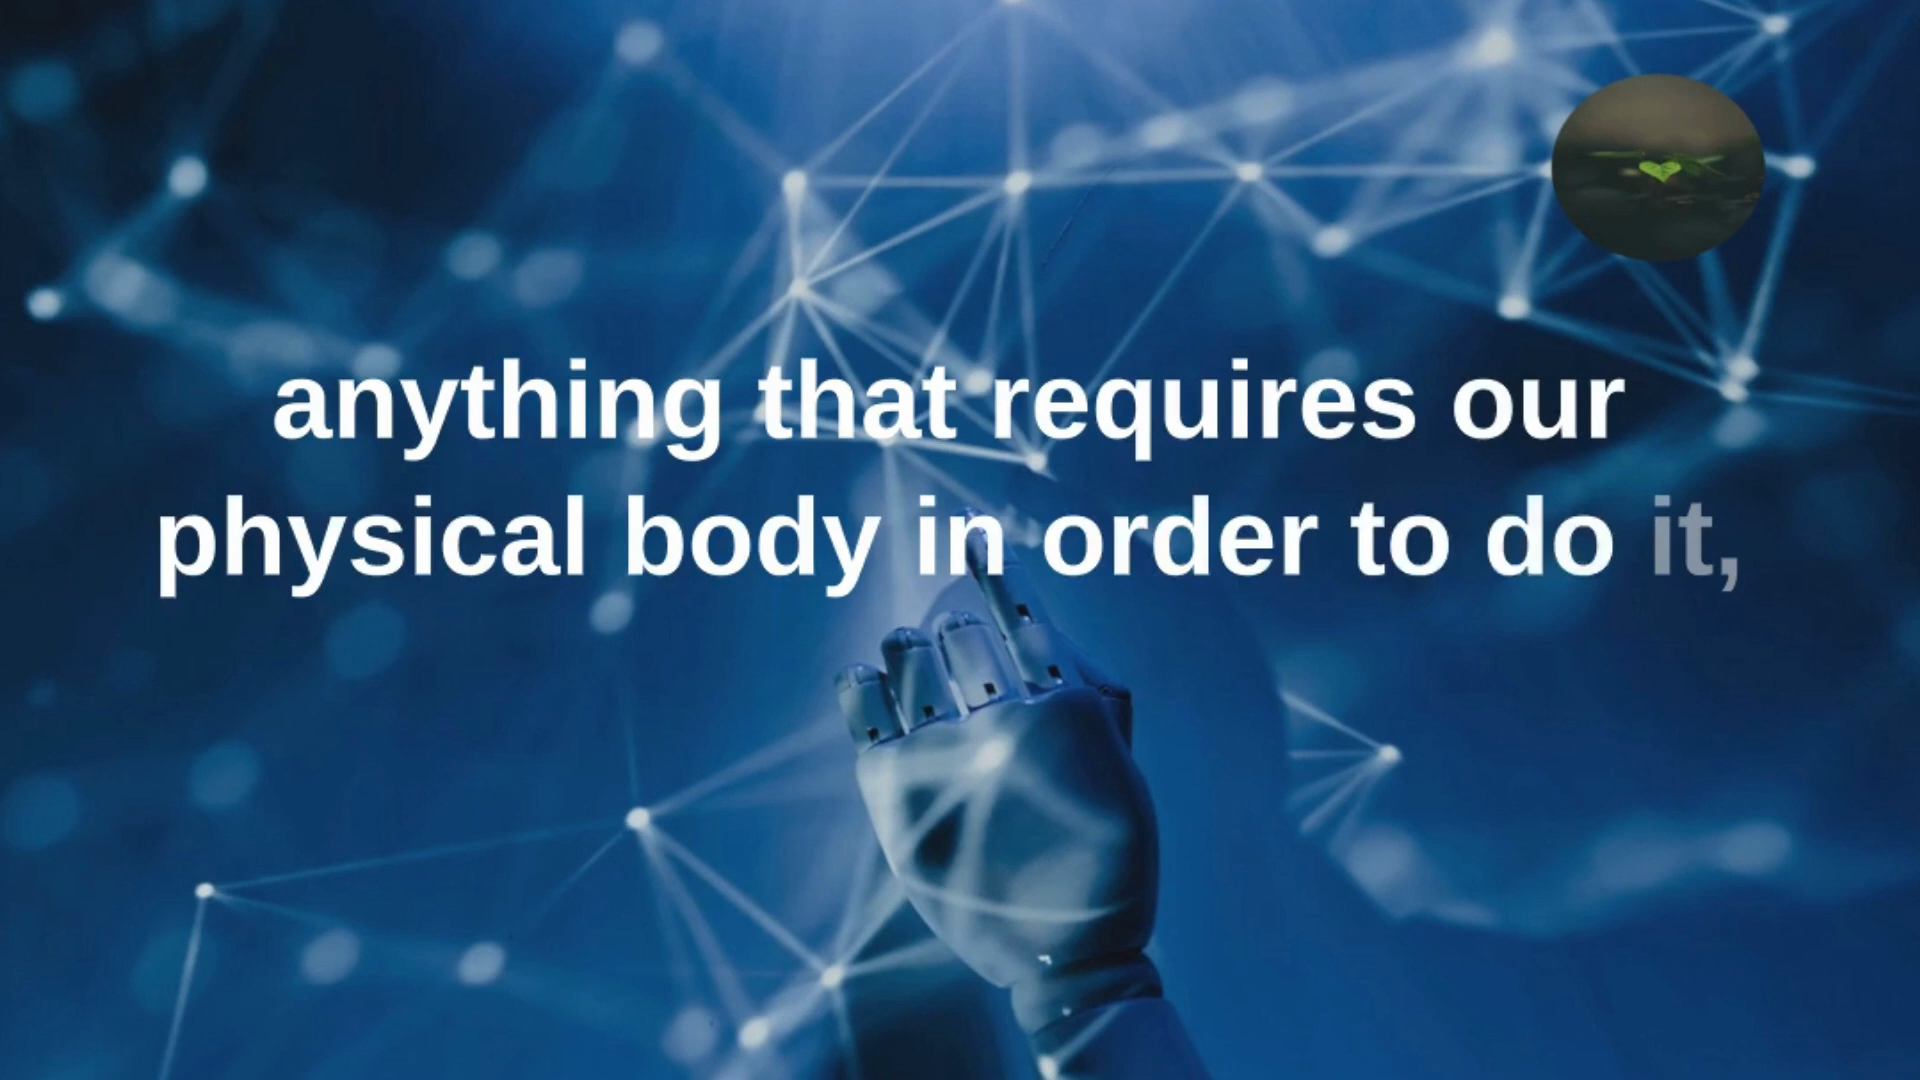 anything that requires our
physical body in order to do it,